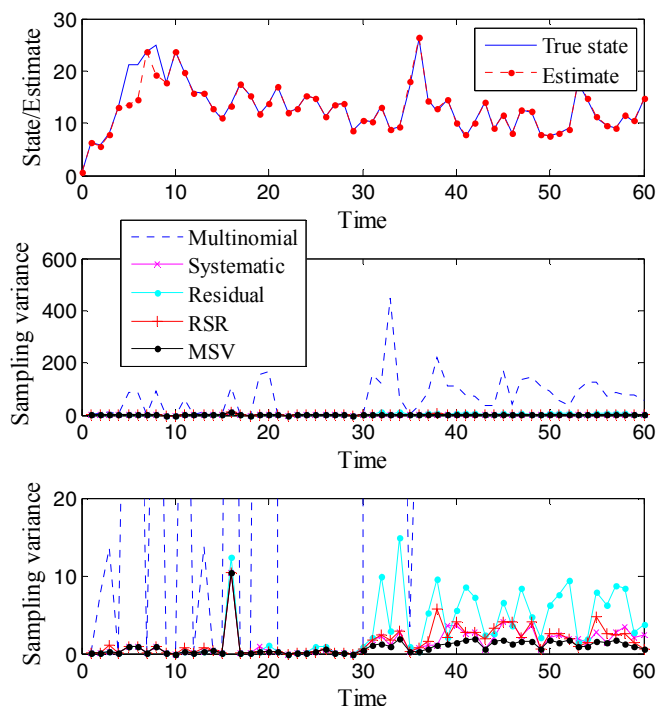 30
20
10
0
State/Estimate
True state
Estimate
0 10 20 30 40 50 60
Time
600
400
200
0
Sampling variance
Multinomial
Systematic
Residual
RSR
MSV
0 10 20 30 40 50 60
Time
20
10
0
Sampling variance
0 10 20 30 40 50 60
Time